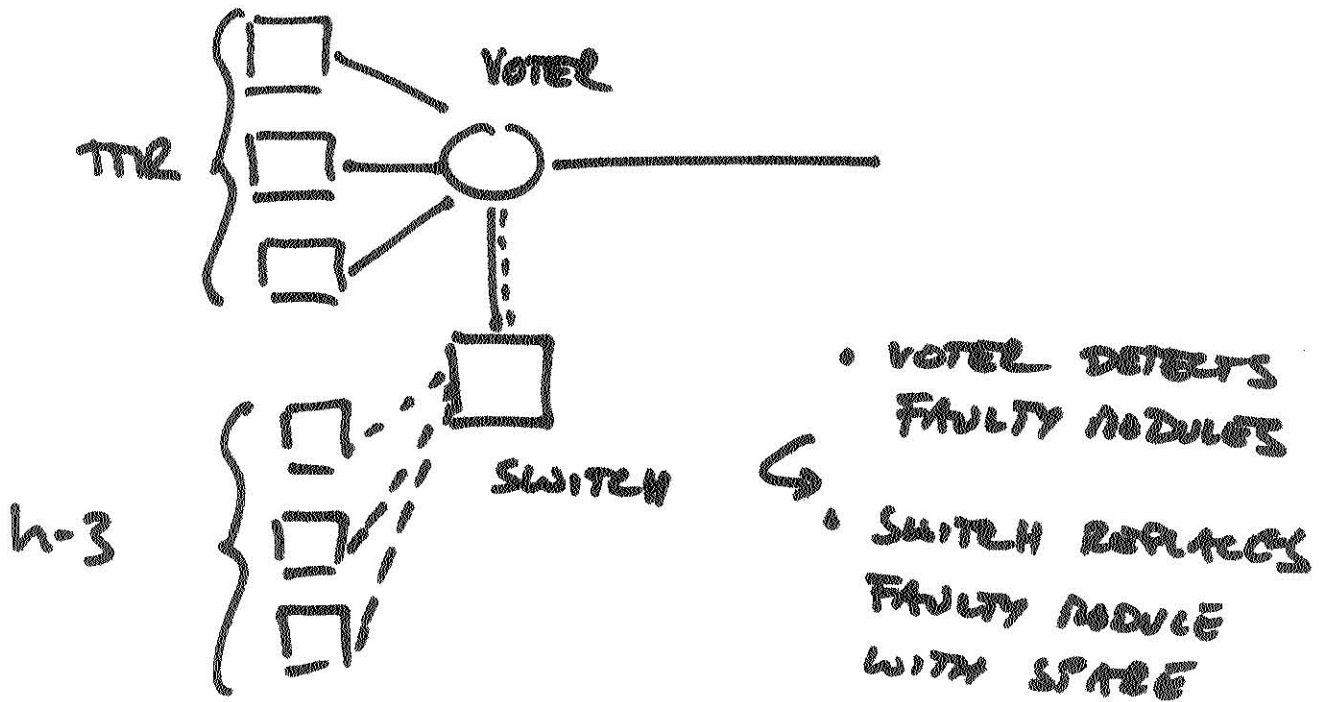 VOTER
TMR
• VOTER DETECTS
FAULTY MODULES
SWITCH
n-3
• SWITCH REPLACES
FAULTY MODULE
WITH SPARE